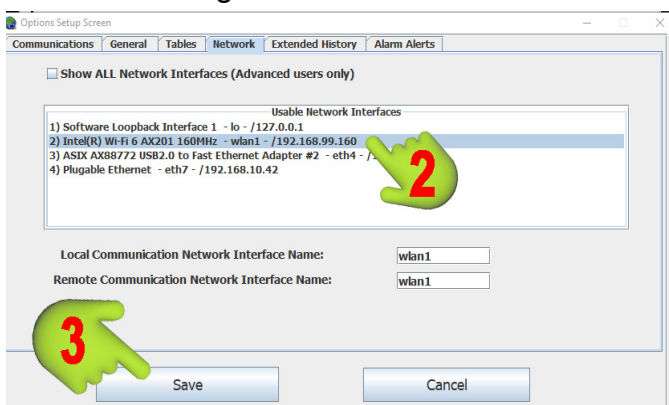 Options Setup Screen
Communications General Tables Network Extended History Alarm Alerts
Show ALL Network Interfaces (Advanced users only)
Usable Network Interfaces
1) Software Loopback Interface 1 - lo - /127.0.0.1
2) Intel(R) Wi-Fi 6 AX201 160MHz - wlan1 - /192.168.99.160
3) ASIX AX88772 USB2.0 to Fast Ethernet Adapter #2 - eth4 -
4) Plugable Ethernet - eth7 - /192.168.10.42
2
Local Communication Network Interface Name: wlan1
Remote Communication Network Interface Name: wlan1
3
Save Cancel